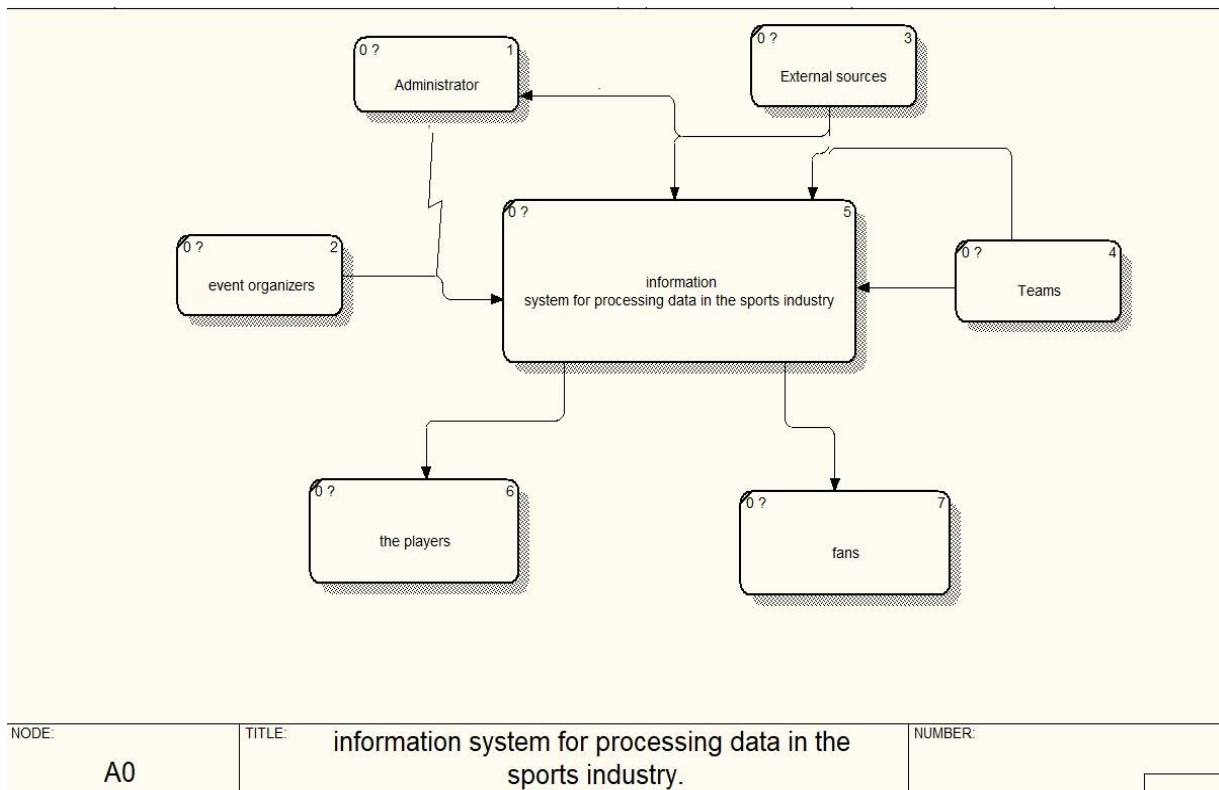 0 ? 1
Administrator
0 ? 3
External sources
0 ? 2
event organizers
0 ? 5
information
system for processing data in the sports industry
0 ? 4
Teams
0 ? 6
the players
0 ? 7
fans
NODE:
A0
TITLE:
information system for processing data in the
sports industry.
NUMBER: